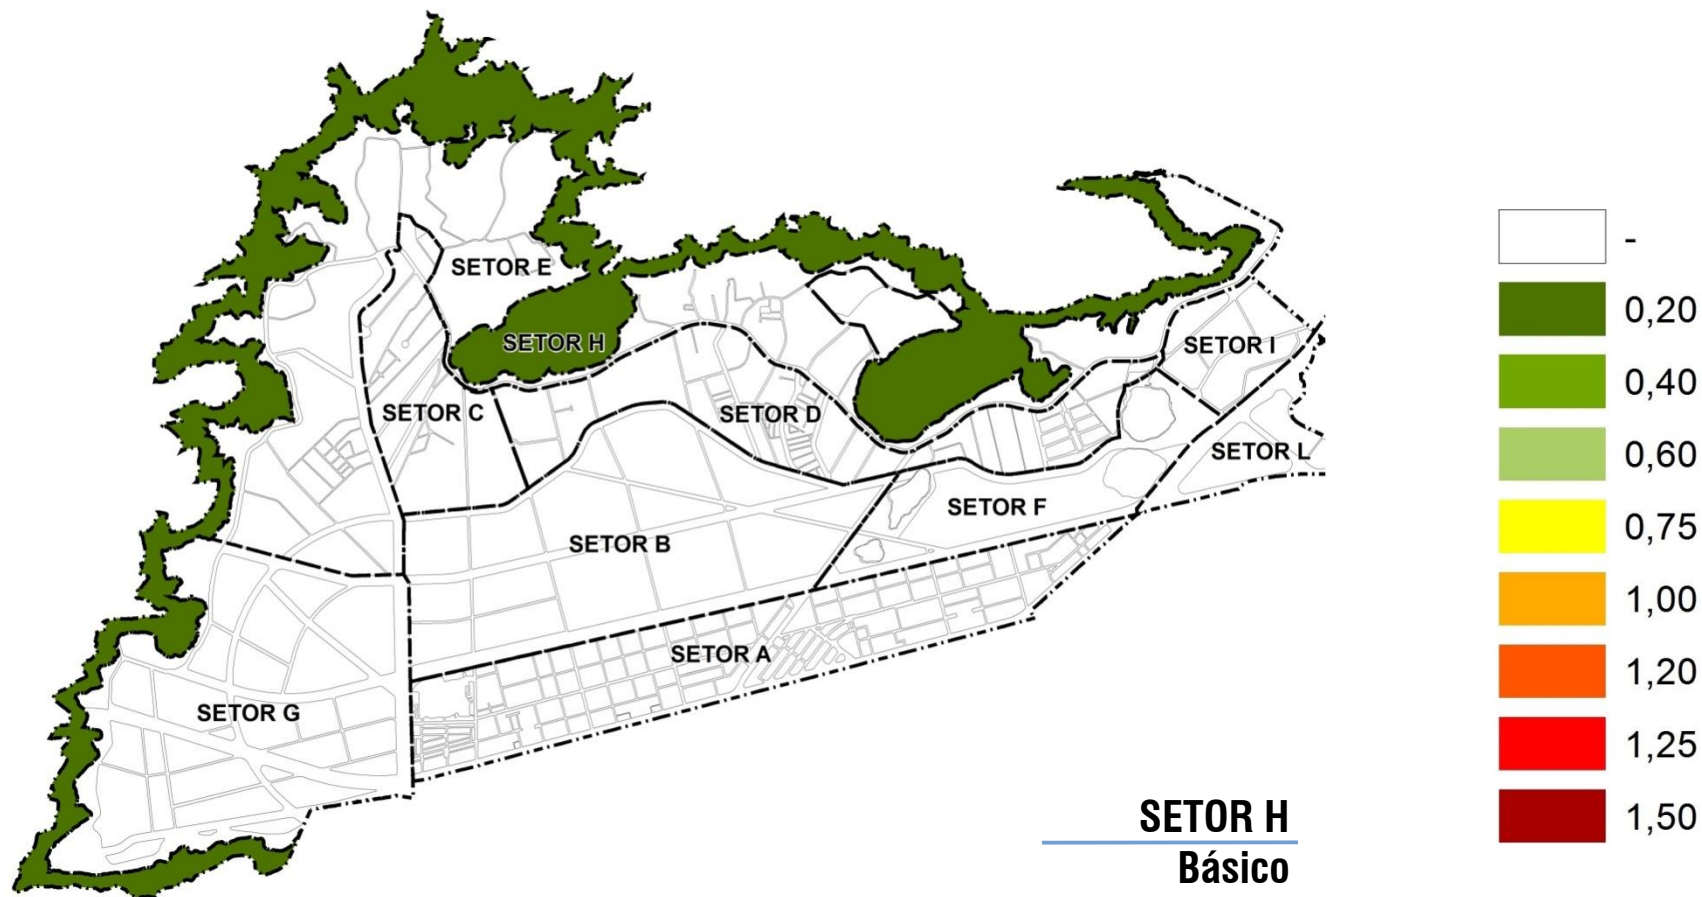 SETOR E
SETOR H
SETOR I
SETOR C
SETOR D
SETOR L
SETOR F
SETOR B
SETOR A
SETOR G
SETOR H
Básico
-
0,20
0,40
0,60
0,75
1,00
1,20
1,25
1,50